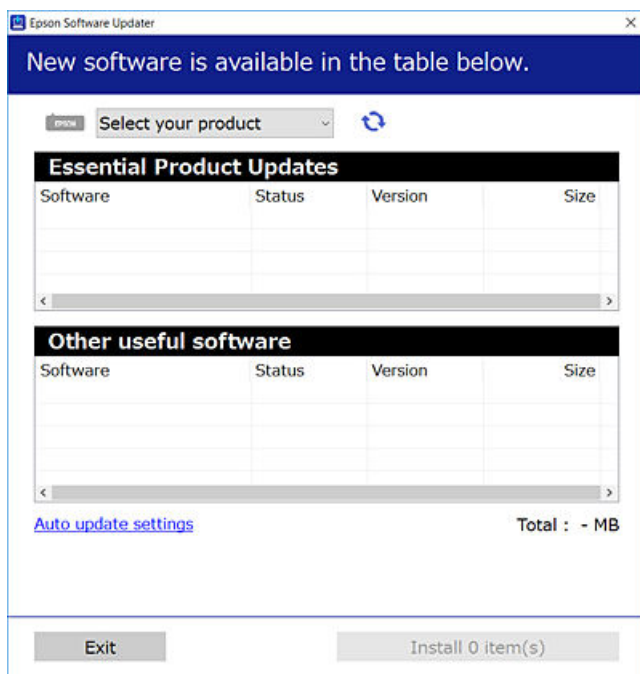 Epson Software Updater
New software is available in the table below.
EPSON Select your product
Essential Product Updates
Software Status Version Size
Other useful software
Software Status Version Size
Auto update settings Total : - MB
Exit Install 0 item(s)